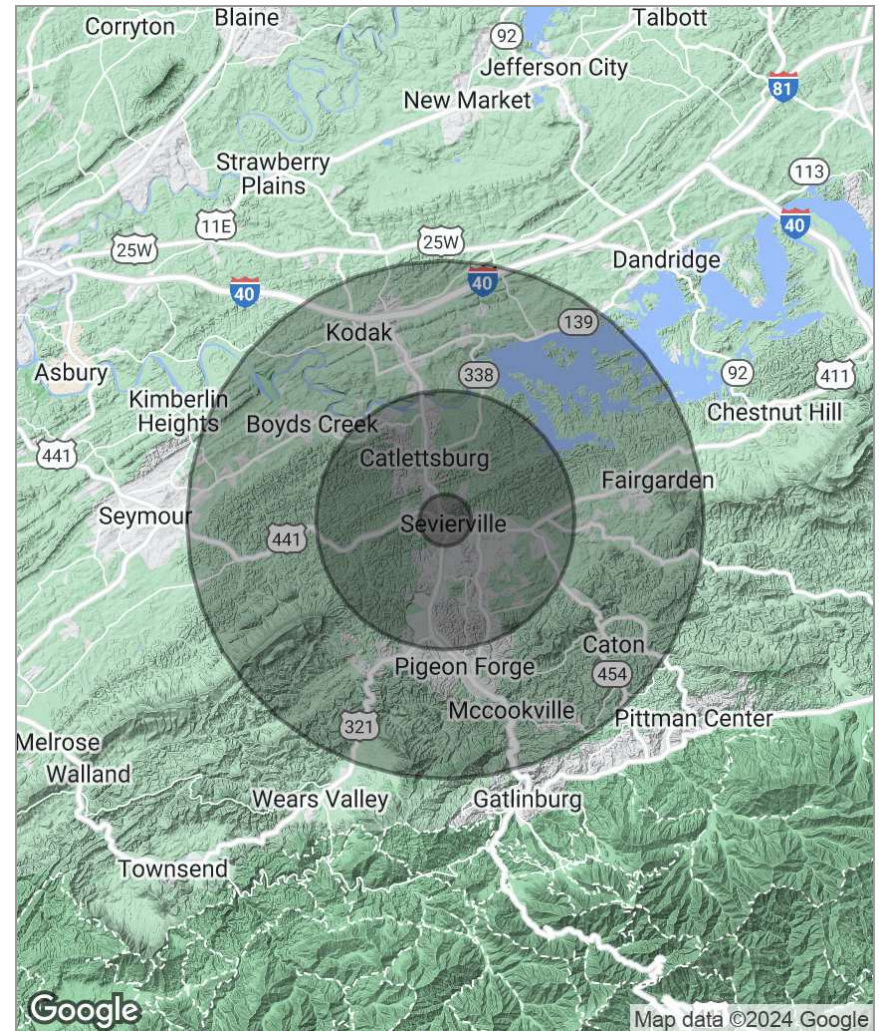 Corryton
Blaine
Talbott
92
Jefferson City
New Market
81
Strawberry
Plains
113
11E
25W
25W
40
Dandridge
40
40
Kodak
139
Asbury
338
92
411
Kimberlin
Heights
Boyds Creek
Chestnut Hill
441
Catlettsburg
Fairgarden
Seymour
Sevierville
441
Caton
Pigeon Forge
454
Mccookville
Pittman Center
321
Melrose
Walland
Wears Valley
Gatlinburg
Townsend
Google
Map data ©2024 Google